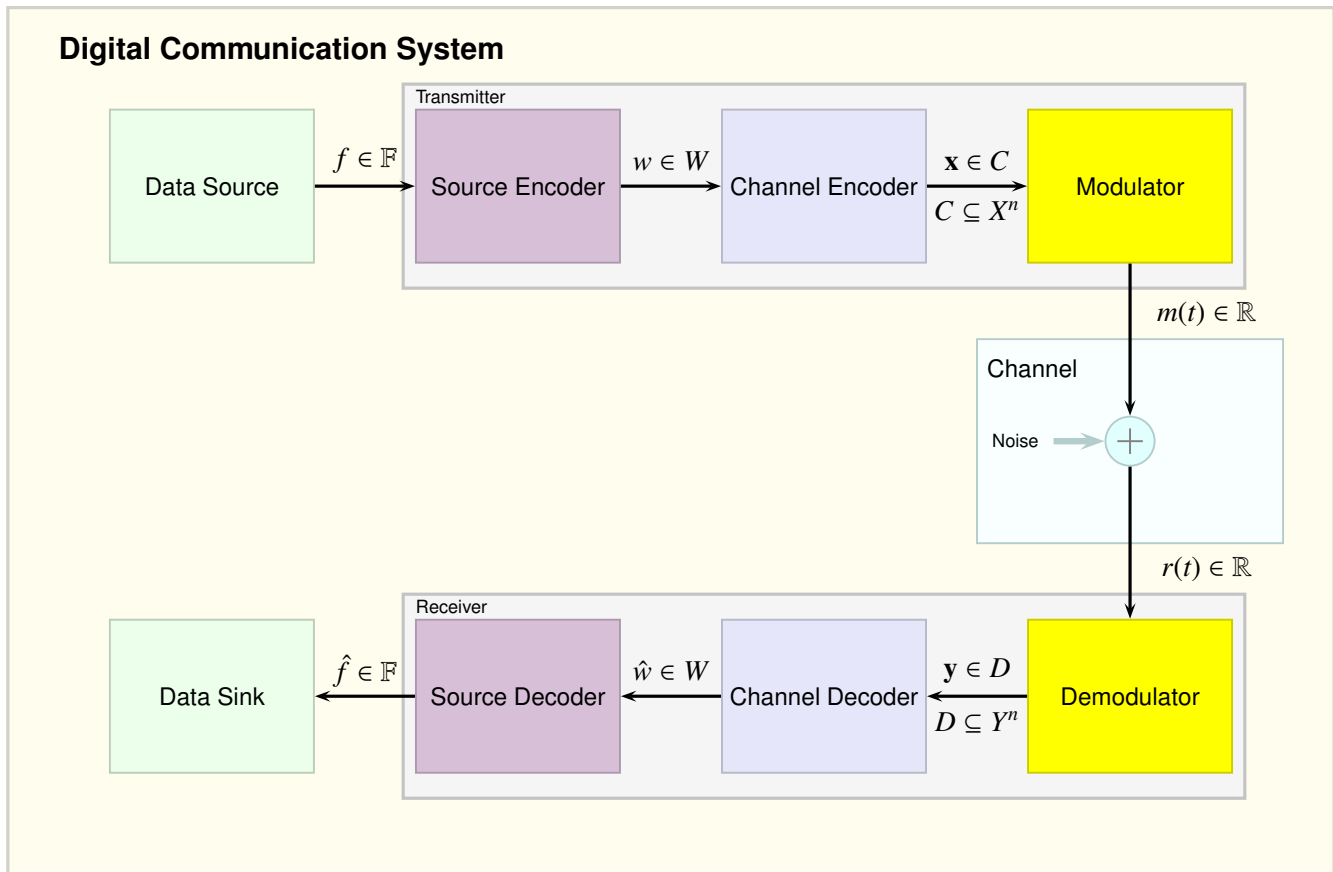 Digital Communication System
Transmitter
Data Source
f ∈ 𝔽
Source Encoder
w ∈ W
Channel Encoder
𝐱 ∈ C
C ⊆ Xⁿ
Modulator
m(t) ∈ ℝ
Channel
Noise
+
r(t) ∈ ℝ
Receiver
Data Sink
f̂ ∈ 𝔽
Source Decoder
ŵ ∈ W
Channel Decoder
𝐲 ∈ D
D ⊆ Yⁿ
Demodulator